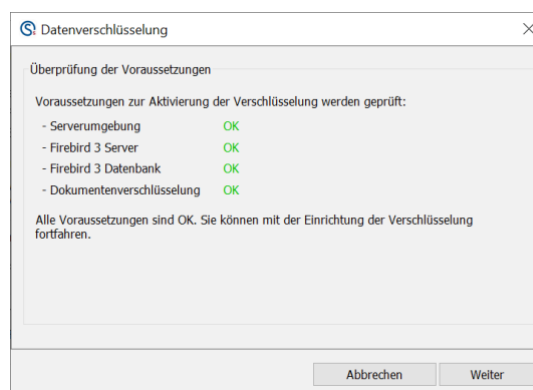 Datenverschlüsselung
Überprüfung der Voraussetzungen
Voraussetzungen zur Aktivierung der Verschlüsselung werden geprüft:
- Serverumgebung OK
- Firebird 3 Server OK
- Firebird 3 Datenbank OK
- Dokumentenverschlüsselung OK
Alle Voraussetzungen sind OK. Sie können mit der Einrichtung der Verschlüsselung
fortfahren.
Abbrechen Weiter